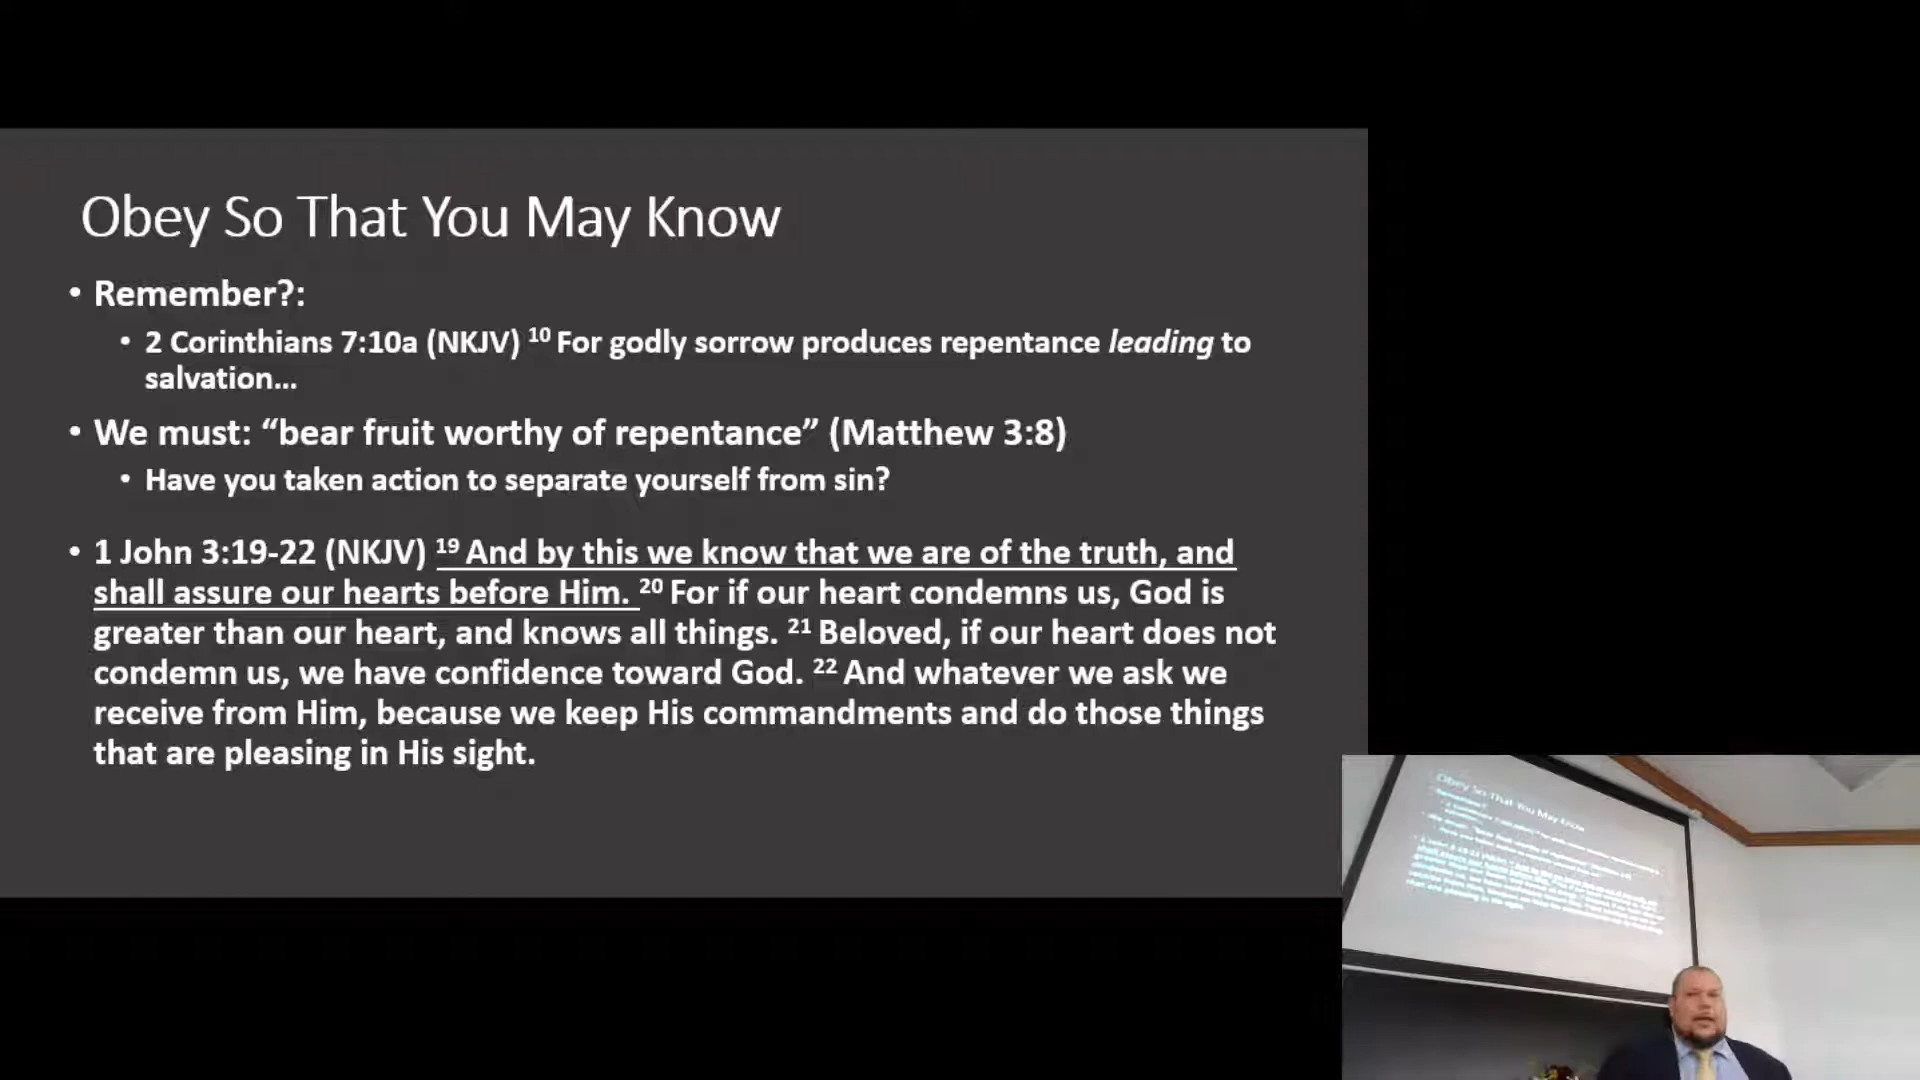 Obey So That You May Know
• Remember?:
• 2 Corinthians 7:10a (NKJV) 10 For godly sorrow produces repentance leading to
salvation...
• We must: “bear fruit worthy of repentance” (Matthew 3:8)
• Have you taken action to separate yourself from sin?
• 1 John 3:19-22 (NKJV) 19 And by this we know that we are of the truth, and
shall assure our hearts before Him. 20 For if our heart condemns us, God is
greater than our heart, and knows all things. 21 Beloved, if our heart does not
condemn us, we have confidence toward God. 22 And whatever we ask we
receive from Him, because we keep His commandments and do those things
that are pleasing in His sight.
Obey So That You May Know